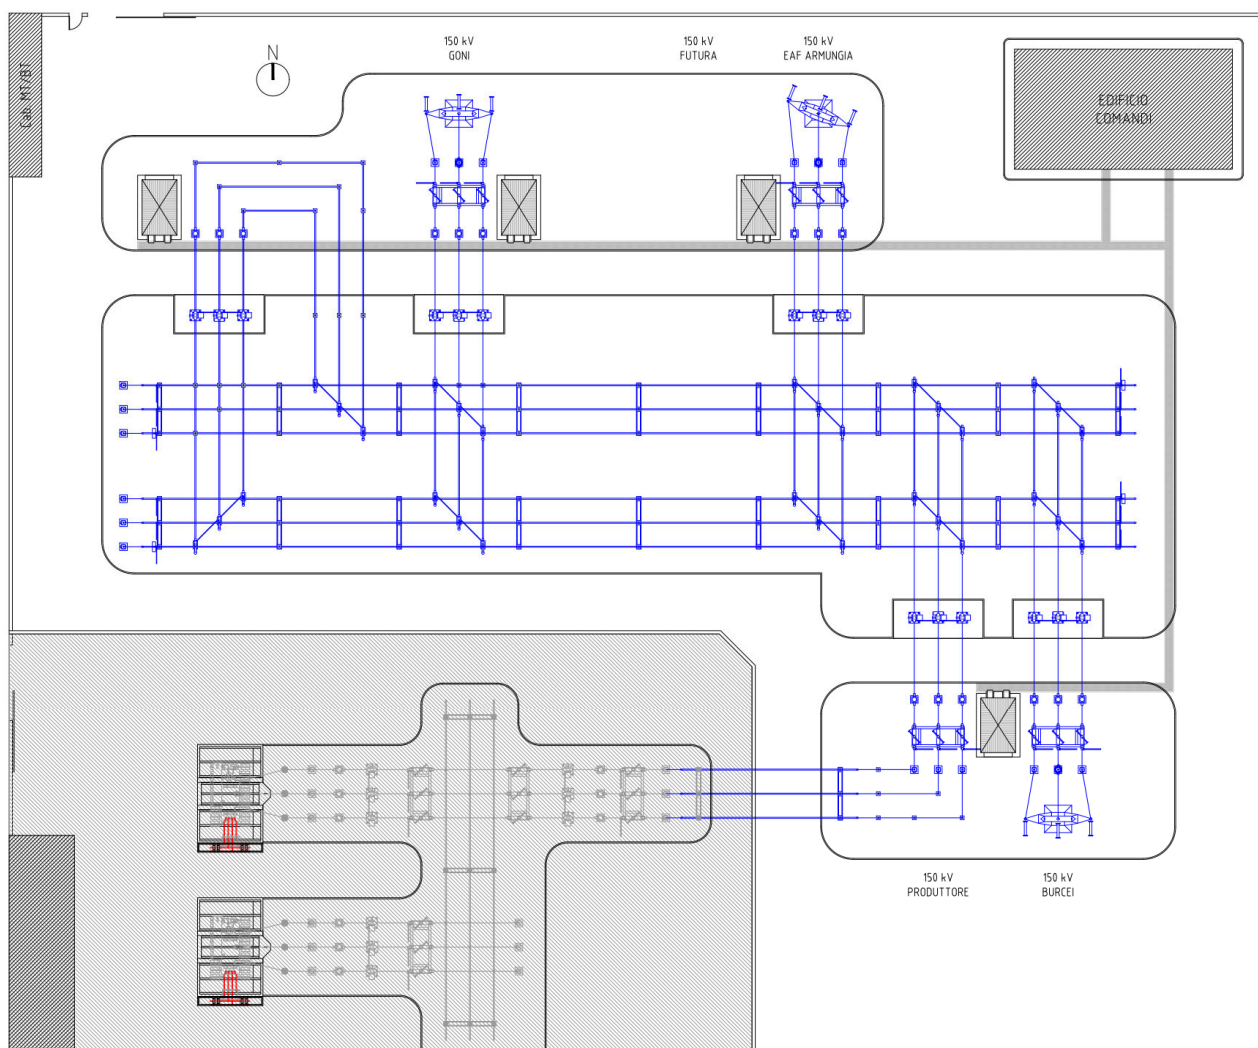 150 kV
GONI
150 kV
FUTURA
150 kV
EAF ARMUNGIA
N
Cab. MT/BT
EDIFICIO
COMANDI
150 kV
PRODUTTORE
150 kV
BURCEI